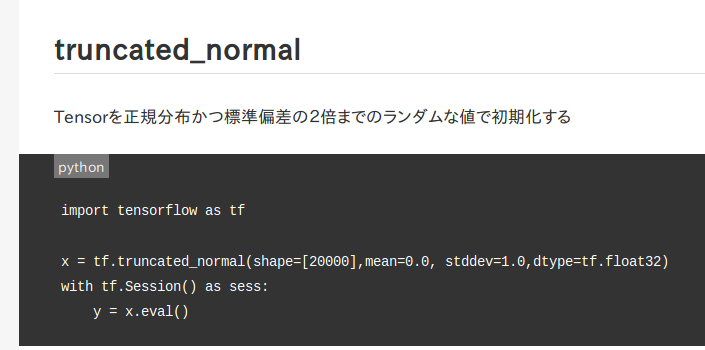 truncated_normal
Tensorを正規分布かつ標準偏差の2倍までのランダムな値で初期化する
python
import tensorflow as tf
x = tf.truncated_normal(shape=[20000],mean=0.0, stddev=1.0,dtype=tf.float32)
with tf.Session() as sess:
    y = x.eval()